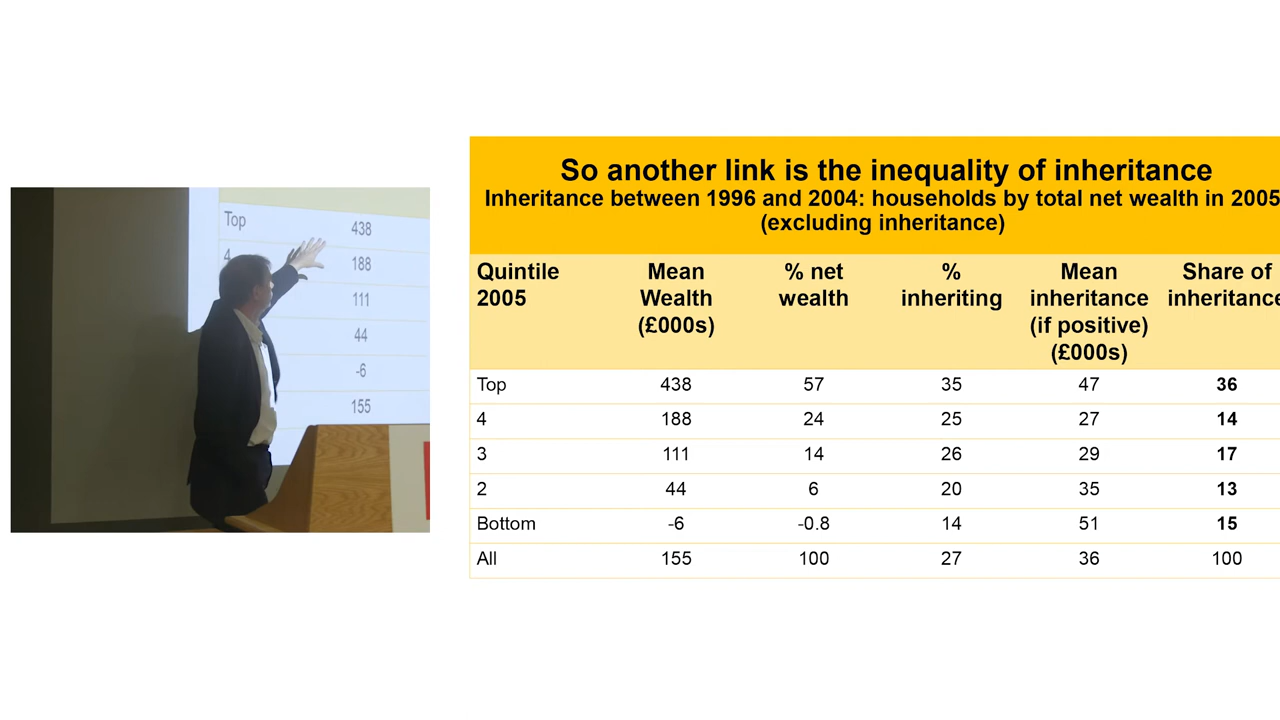 So another link is the inequality of inheritance
Inheritance between 1996 and 2004: households by total net wealth in 2005
(excluding inheritance)
Quintile 2005 Mean Wealth (£000s) % net wealth % inheriting Mean inheritance (if positive) (£000s) Share of inheritance
Top 438 57 35 47 36
4 188 24 25 27 14
3 111 14 26 29 17
2 44 6 20 35 13
Bottom -6 -0.8 14 51 15
All 155 100 27 36 100
Top 438
4 188
111
44
-6
155